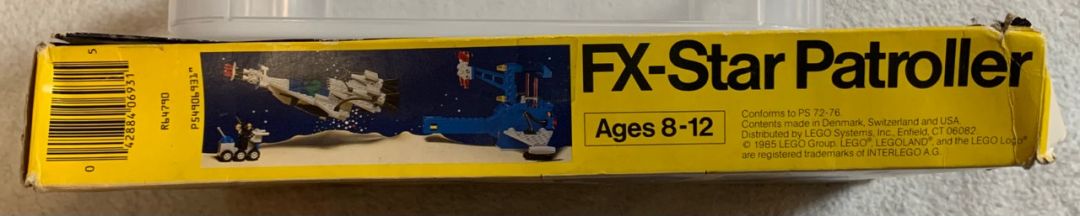 0 42884 06931 5
R64790
P54906931"
FX-Star Patroller
Ages 8-12
Conforms to PS 72-76.
Contents made in Denmark, Switzerland and USA.
Distributed by LEGO Systems, Inc., Enfield, CT 06082
© 1985 LEGO Group. LEGO®, LEGOLAND®, and the LEGO Logo®
are registered trademarks of INTERLEGO A.G.